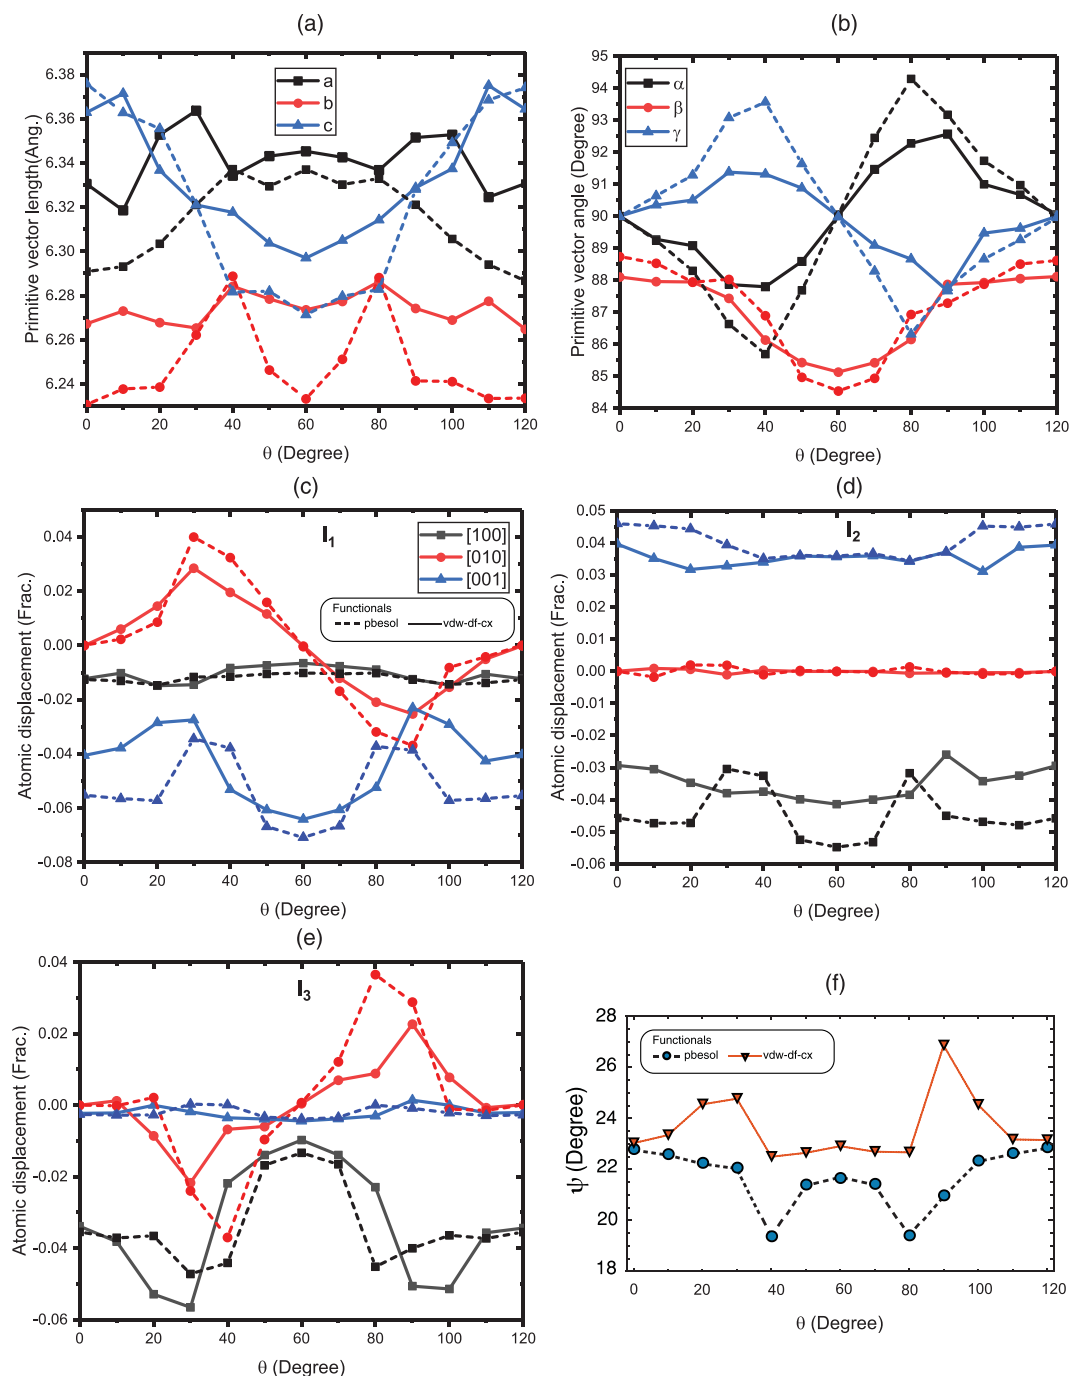 (a)
6.38
6.36
6.34
6.32
6.30
6.28
6.26
6.24
Primitive vector length(Ang.)
a
b
c
0 20 40 60 80 100 120
θ (Degree)
(b)
95
94
93
92
91
90
89
88
87
86
85
84
Primitive vector angle (Degree)
α
β
γ
0 20 40 60 80 100 120
θ (Degree)
(c)
0.04
0.02
0.00
-0.02
-0.04
-0.06
-0.08
Atomic displacement (Frac.)
I1
[100]
[010]
[001]
Functionals
pbesol vdw-df-cx
0 20 40 60 80 100 120
θ (Degree)
(d)
0.05
0.04
0.03
0.02
0.01
0.00
-0.01
-0.02
-0.03
-0.04
-0.05
-0.06
Atomic displacement (Frac.)
I2
0 20 40 60 80 100 120
θ (Degree)
(e)
0.04
0.02
0.00
-0.02
-0.04
-0.06
Atomic displacement (Frac.)
I3
0 20 40 60 80 100 120
θ (Degree)
(f)
28
26
24
22
20
18
ψ (Degree)
Functionals
pbesol vdw-df-cx
0 20 40 60 80 100 120
θ (Degree)